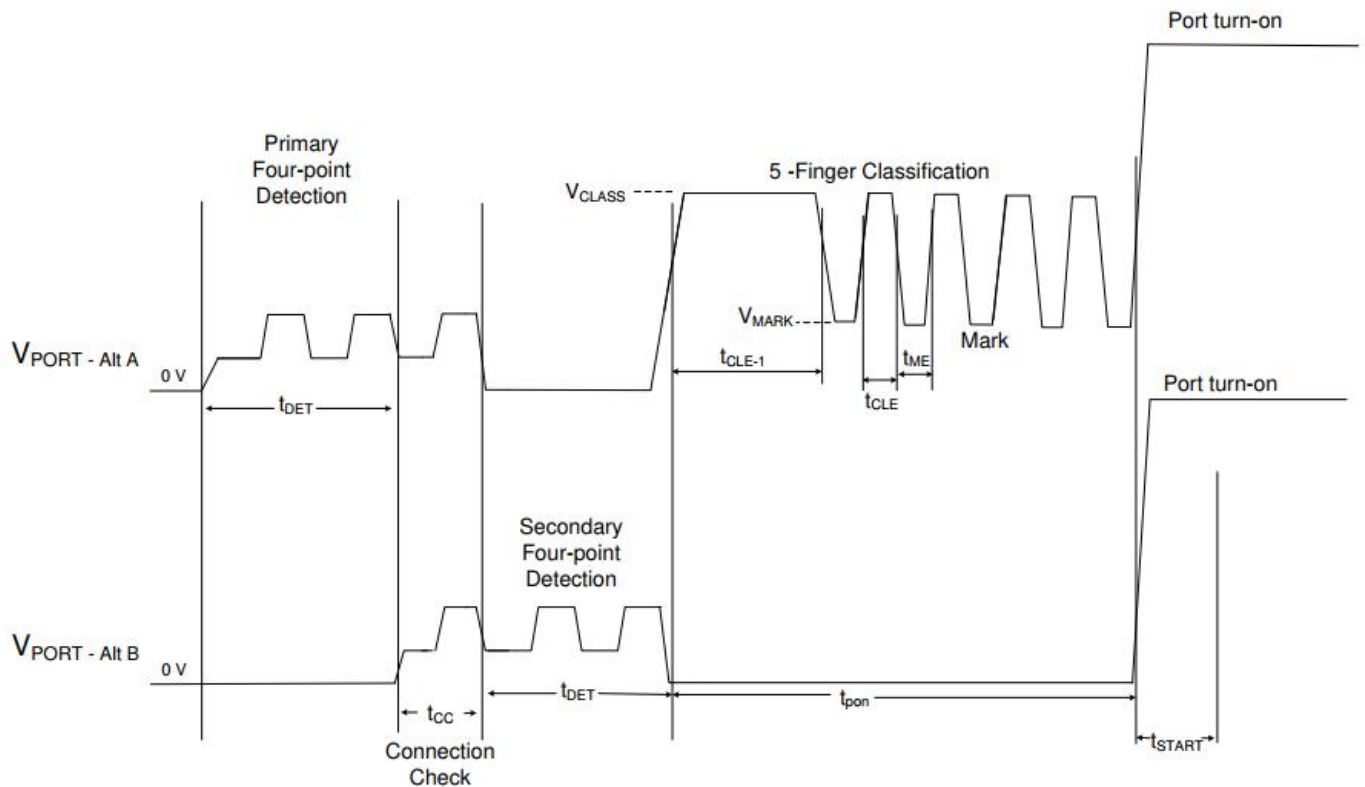 Port turn-on
Primary
Four-point
Detection
5 -Finger Classification
VCLASS
VMARK
Mark
VPORT - Alt A
0 V
tDET
tCLE-1
tCLE
tME
Port turn-on
Secondary
Four-point
Detection
VPORT - Alt B
0 V
tCC
tDET
tpon
tSTART
Connection
Check